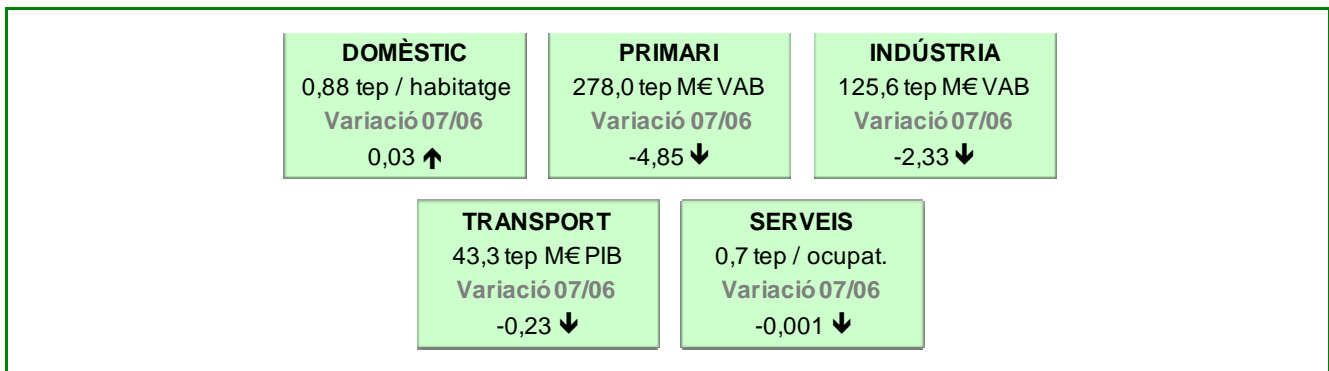 DOMÈSTIC
0,88 tep / habitatge
Variació 07/06
0,03 ↑
PRIMARI
278,0 tep M€ VAB
Variació 07/06
-4,85 ↓
INDÚSTRIA
125,6 tep M€ VAB
Variació 07/06
-2,33 ↓
TRANSPORT
43,3 tep M€ PIB
Variació 07/06
-0,23 ↓
SERVEIS
0,7 tep / ocupat.
Variació 07/06
-0,001 ↓